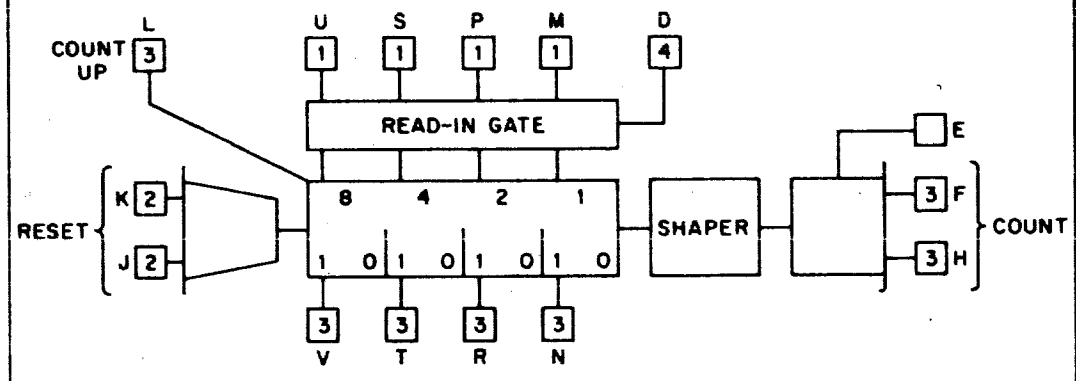 L U S P M D
COUNT UP 3 1 1 1 1 4
READ-IN GATE
E
8 4 2 1
K 2 3 F
RESET SHAPER COUNT
J 2 3 H
1 0 1 0 1 0 1 0
3 3 3 3
V T R N